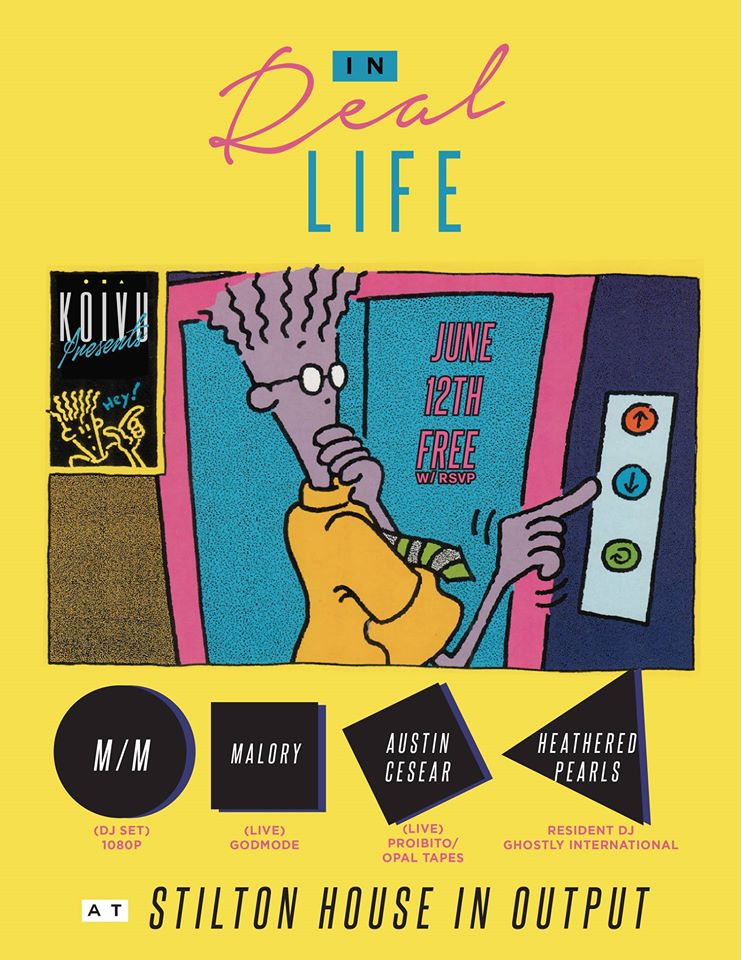 IN
Real
LIFE
KOIVU
Presents
Hey!
JUNE
12TH
FREE
W/ RSVP
M/M
(DJ SET)
1080P
MALORY
(LIVE)
GODMODE
AUSTIN
CESEAR
(LIVE)
PROIBITO/
OPAL TAPES
HEATHERED
PEARLS
RESIDENT DJ
GHOSTLY INTERNATIONAL
AT STILTON HOUSE IN OUTPUT